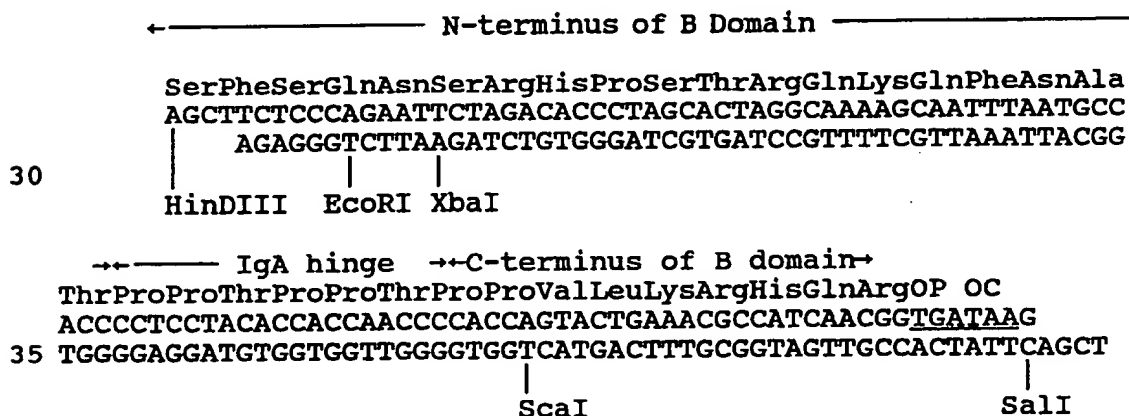 ←———— N-terminus of B Domain ————
SerPheSerGlnAsnSerArgHisProSerThrArgGlnLysGlnPheAsnAla
AGCTTCTCCCAGAATTCTAGACACCCTAGCACTAGGCAAAAGCAATTTAATGCC
AGAGGGTCTTAAGATCTGTGGGATCGTGATCCGTTTTCGTTAAATTACGG
30
HinDIII EcoRI XbaI
→←——— IgA hinge →←C-terminus of B domain→
ThrProProThrProProThrProProValLeuLysArgHisGlnArgOP OC
ACCCCTCCTACACCACCAACCCCACCAGTACTGAAACGCCATCAACGGTGATAAG
35 TGGGGAGGATGTGGTGGTTGGGGTGGTCATGACTTTGCGGTAGTTGCCACTATTCAGCT
ScaI SalI